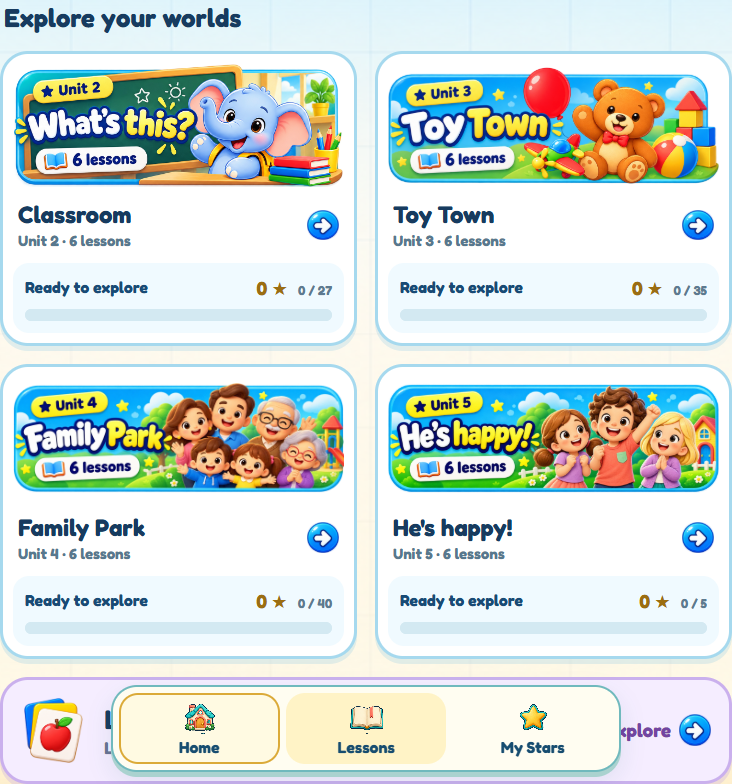 Explore your worlds
★ Unit 2
What's this?
6 lessons
Classroom
Unit 2 · 6 lessons
Ready to explore 0 ★ 0 / 27
★ Unit 3
Toy Town
6 lessons
Toy Town
Unit 3 · 6 lessons
Ready to explore 0 ★ 0 / 35
★ Unit 4
Family Park
6 lessons
Family Park
Unit 4 · 6 lessons
Ready to explore 0 ★ 0 / 40
★ Unit 5
He's happy!
6 lessons
He's happy!
Unit 5 · 6 lessons
Ready to explore 0 ★ 0 / 5
xplore
Home
Lessons
My Stars